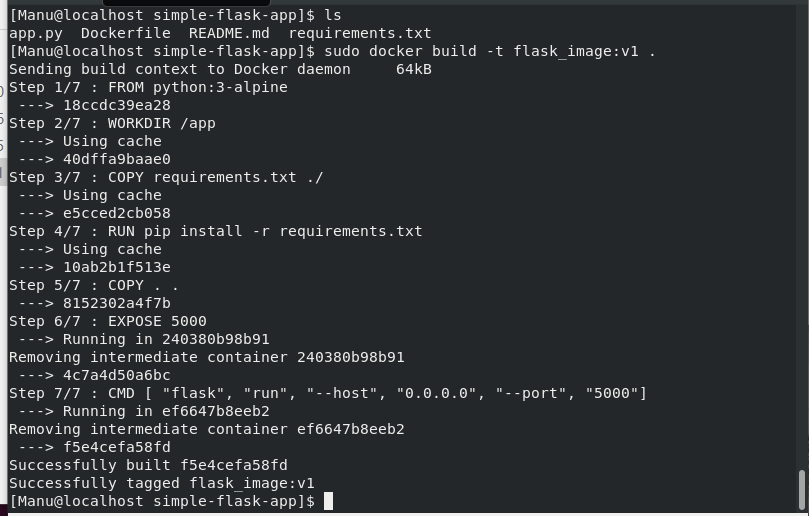 [Manu@localhost simple-flask-app]$ ls
app.py  Dockerfile  README.md  requirements.txt
[Manu@localhost simple-flask-app]$ sudo docker build -t flask_image:v1 .
Sending build context to Docker daemon     64kB
Step 1/7 : FROM python:3-alpine
 ---> 18ccdc39ea28
Step 2/7 : WORKDIR /app
 ---> Using cache
 ---> 40dffa9baae0
Step 3/7 : COPY requirements.txt ./
 ---> Using cache
 ---> e5cced2cb058
Step 4/7 : RUN pip install -r requirements.txt
 ---> Using cache
 ---> 10ab2b1f513e
Step 5/7 : COPY . .
 ---> 8152302a4f7b
Step 6/7 : EXPOSE 5000
 ---> Running in 240380b98b91
Removing intermediate container 240380b98b91
 ---> 4c7a4d50a6bc
Step 7/7 : CMD [ "flask", "run", "--host", "0.0.0.0", "--port", "5000"]
 ---> Running in ef6647b8eeb2
Removing intermediate container ef6647b8eeb2
 ---> f5e4cefa58fd
Successfully built f5e4cefa58fd
Successfully tagged flask_image:v1
[Manu@localhost simple-flask-app]$